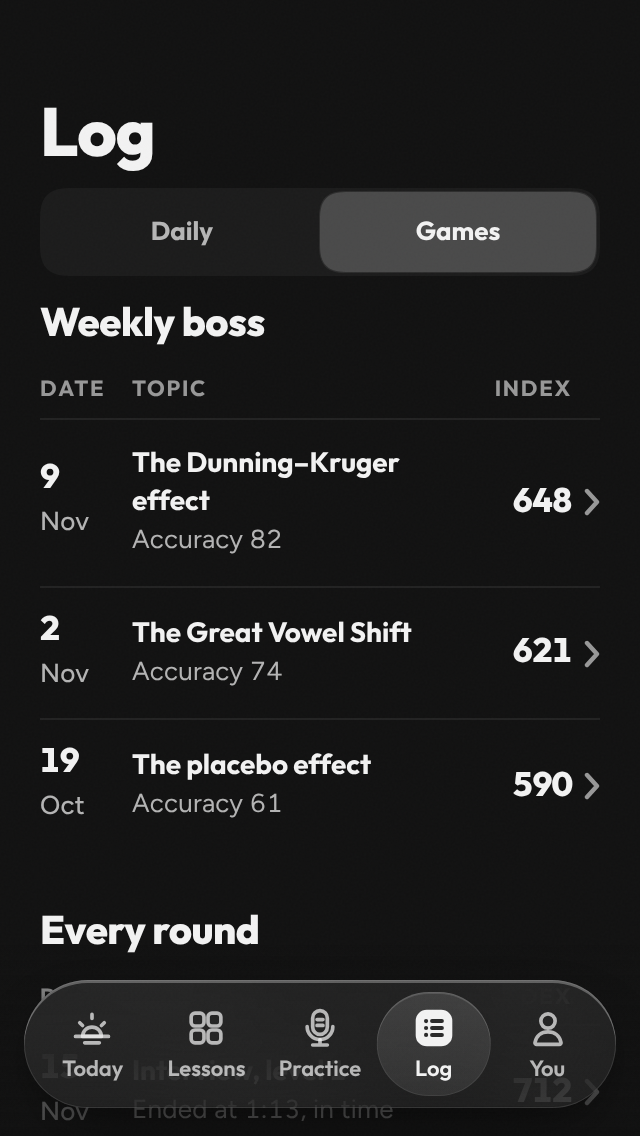 Log
Daily Games
Weekly boss
DATE TOPIC INDEX
9 Nov The Dunning–Kruger
effect
Accuracy 82
648
2 Nov The Great Vowel Shift
Accuracy 74
621
19 Oct The placebo effect
Accuracy 61
590
Every round
Interview, level
712
Nov Ended at 1:13, in time
Today Lessons Practice Log You